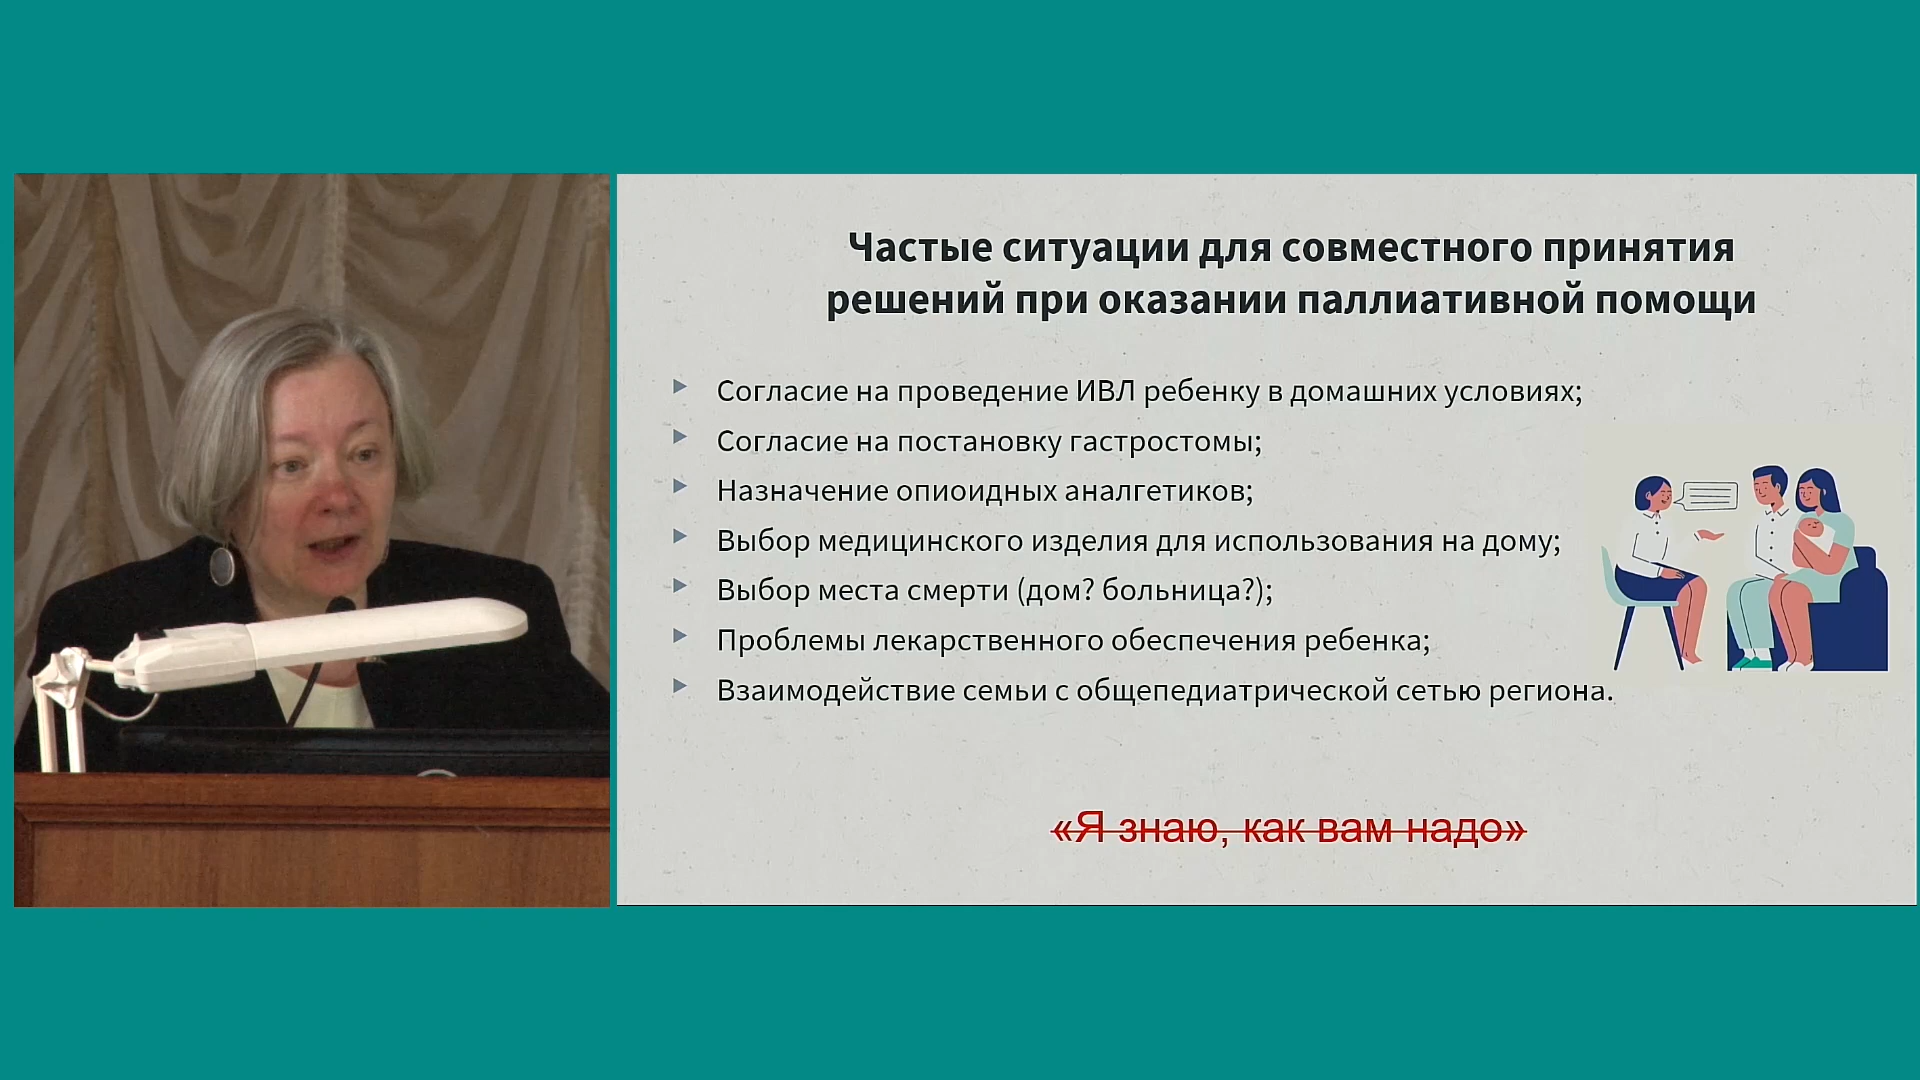 Частые ситуации для совместного принятия
решений при оказании паллиативной помощи
Согласие на проведение ИВЛ ребенку в домашних условиях;
Согласие на постановку гастростомы;
Назначение опиоидных аналгетиков;
Выбор медицинского изделия для использования на дому;
Выбор места смерти (дом? больница?);
Проблемы лекарственного обеспечения ребенка;
Взаимодействие семьи с общепедиатрической сетью региона.
«Я знаю, как вам надо»